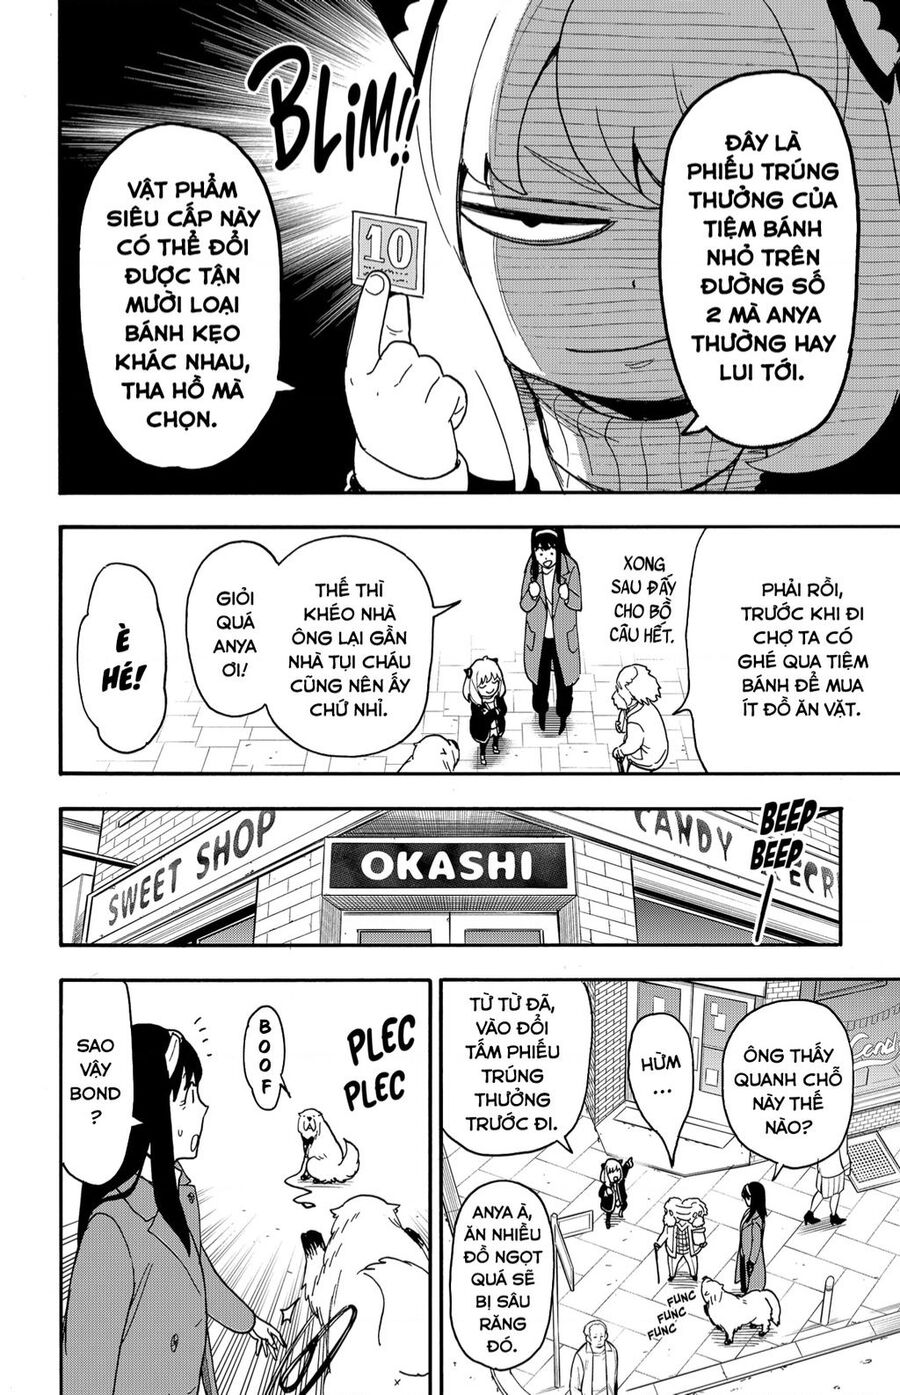 ĐÂY LÀ
PHIẾU TRÚNG
THƯỞNG CỦA
TIỆM BÁNH
NHỎ TRÊN
ĐƯỜNG SỐ
2 MÀ ANYA
THƯỜNG HAY
LUI TỚI.
BLIM!!
10
VẬT PHẨM
SIÊU CẤP NÀY
CÓ THỂ ĐỔI
ĐƯỢC TẬN
MƯỜI LOẠI
BÁNH KẸO
KHÁC NHAU,
THA HỒ MÀ
CHỌN.
PHẢI RỒI,
TRƯỚC KHI ĐI
CHỢ TA CÓ
GHÉ QUA TIỆM
BÁNH ĐỂ MUA
ÍT ĐỒ ĂN VẶT.
XONG
SAU ĐẤY
CHO BỒ
CÂU HẾT.
THẾ THÌ
KHÉO NHÀ
ÔNG LẠI GẦN
NHÀ TỤI CHÁU
CŨNG NÊN ẤY
CHỨ NHỈ.
GIỎI
QUÁ
ANYA
ƠI!
È
HÉ!
SWEET SHOP
OKASHI
CANDY
ECR
BEEP
BEEP
ÔNG THẤY
QUANH CHỖ
NÀY THẾ
NÀO?
HỪM
...
TỪ TỪ ĐÃ,
VÀO ĐỔI
TẤM PHIẾU
TRÚNG
THƯỞNG
TRƯỚC ĐI.
ANYA À,
ĂN NHIỀU
ĐỒ NGỌT
QUÁ SẼ
BỊ SÂU
RĂNG
ĐÓ.
FUNC
FUNC
FUNC
PLEC
PLEC
BOOF
SAO
VẬY
BOND
?